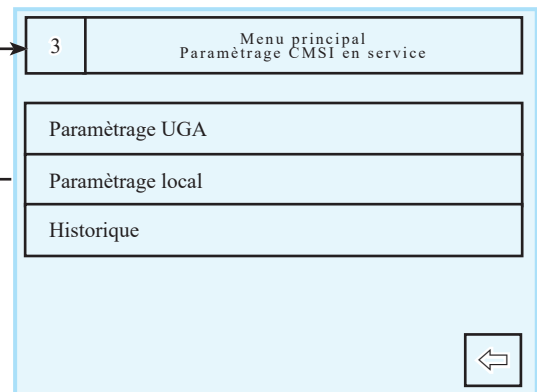 3
Menu principal
Paramètrage CMSI en service
Paramètrage UGA
Paramètrage local
Historique